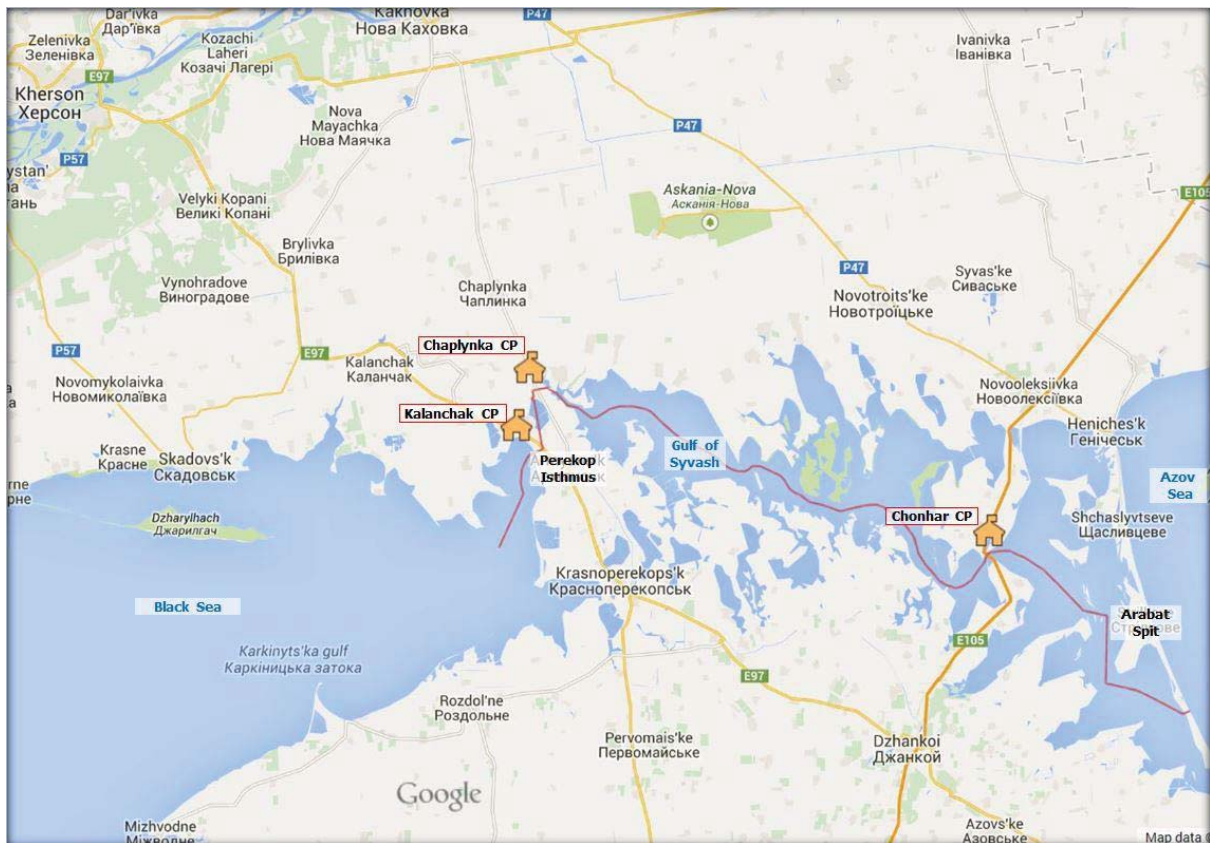 Zelenivka
Зеленівка
Dar'ivka
Дар'ївка
Kozachi
Laheri
Козачі Лагері
Kakhovka
Нова Каховка
P47
Ivanivka
Іванівка
E97
Kherson
Херсон
Nova
Mayachka
Нова Маячка
P47
P57
Velyki Kopani
Великі Копані
Askania-Nova
Асканія-Нова
E105
Brylivka
Брилівка
Vynohradove
Виноградове
Chaplynka
Чаплинка
P47
Syvas'ke
Сиваське
Novotroits'ke
Новотроїцьке
P57
E97
Chaplynka CP
Kalanchak
Каланчак
Novomykolaivka
Новомиколаївка
Novooleksiivka
Новоолексіївка
Kalanchak CP
Heniches'k
Генічеськ
Krasne
Красне
Skadovs'k
Скадовськ
Perekop
Isthmus
Gulf of
Syvash
Azov
Sea
Dzharylhach
Джарилгач
Chonhar CP
Shchaslyvtseve
Щасливцеве
Krasnoperekops'k
Красноперекопськ
Black Sea
Arabat
Spit
E105
Karkinyts'ka gulf
Каркіницька затока
E97
Rozdol'ne
Роздольне
Pervomais'ke
Первомайське
Dzhankoi
Джанкой
Google
Mizhvodne
Міжводне
Azovs'ke
Азовське
Map data ©